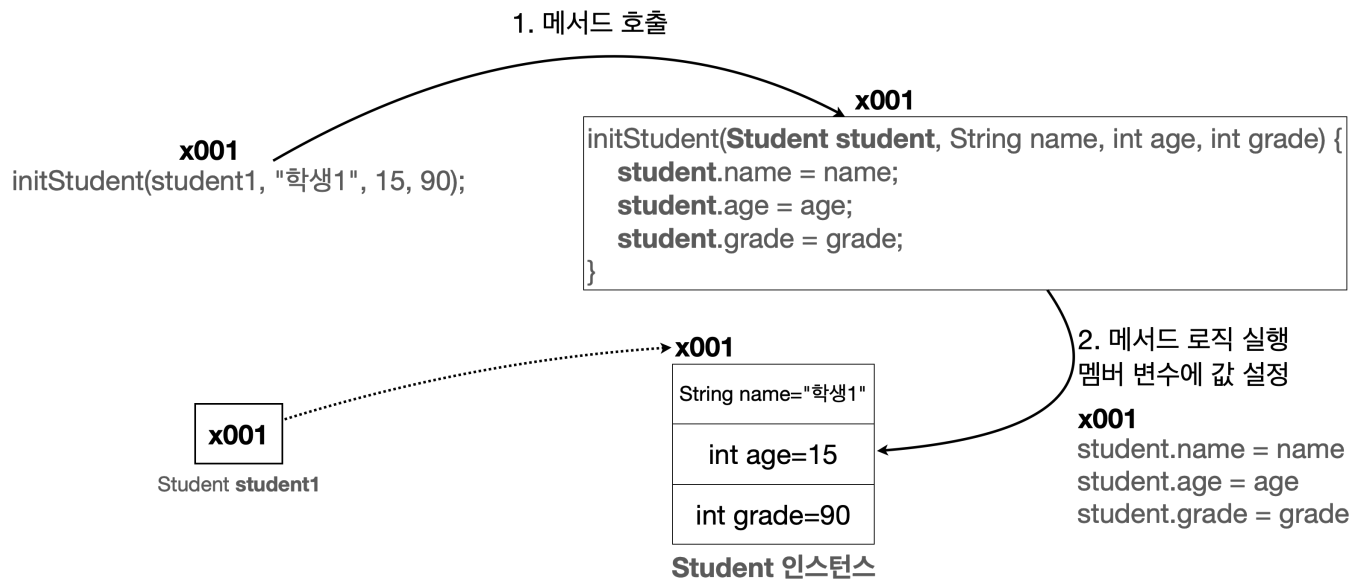 1. 메서드 호출
x001
initStudent(student1, "학생1", 15, 90);
x001
initStudent(Student student, String name, int age, int grade) {
student.name = name;
student.age = age;
student.grade = grade;
}
2. 메서드 로직 실행
멤버 변수에 값 설정
x001
student.name = name
student.age = age
student.grade = grade
x001
Student student1
x001
String name="학생1"
int age=15
int grade=90
Student 인스턴스